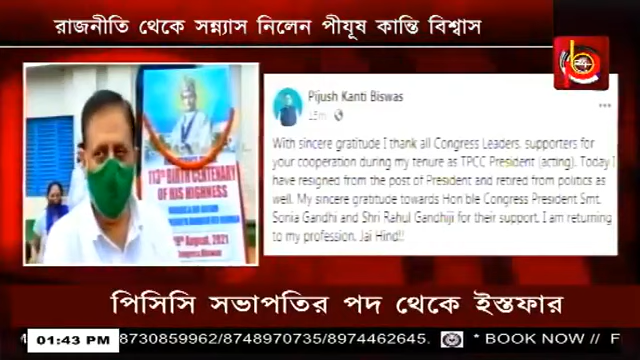 রাজনীতি থেকে সন্ন্যাস নিলেন পীযূষ কান্তি বিশ্বাস
113th BIRTH CENTENARY
OF HIS HIGHNESS
August, 2021
Pijush Kanti Biswas
15m
With sincere gratitude I thank all Congress Leaders, supporters for
your cooperation during my tenure as TPCC President (acting). Today I
have resigned from the post of President and retired from politics as
well. My sincere gratitude towards Hon'ble Congress President Smt.
Sonia Gandhi and Shri Rahul Gandhiji for their support. I am returning
to my profession. Jai Hind!!
পিসিসি সভাপতির পদ থেকে ইস্তফার
01:43 PM 8730859962/8748970735/8974462645. * BOOK NOW // F